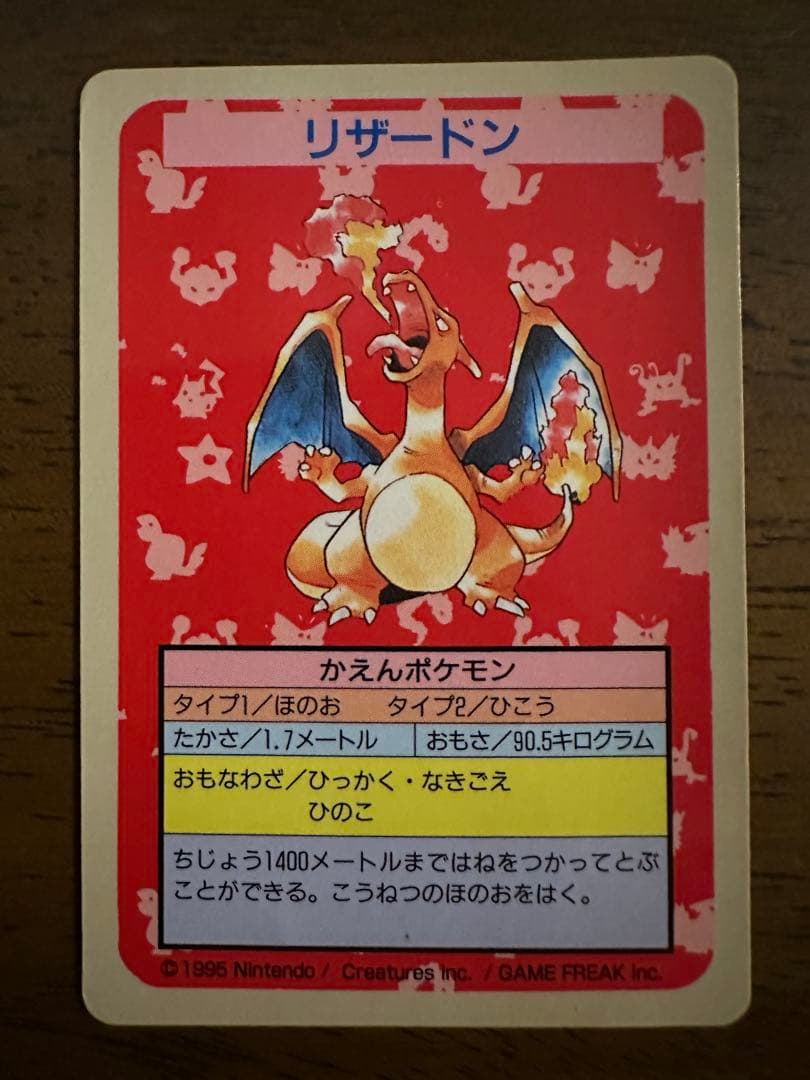 リザードン
かえんポケモン
タイプ1／ほのお　タイプ2／ひこう
たかさ／1.7メートル　おもさ／90.5キログラム
おもなわざ／ひっかく・なきごえ
ひのこ
ちじょう1400メートルまではねをつかってとぶ
ことができる。こうねつのほのおをはく。
©1995 Nintendo / Creatures inc. / GAME FREAK inc.